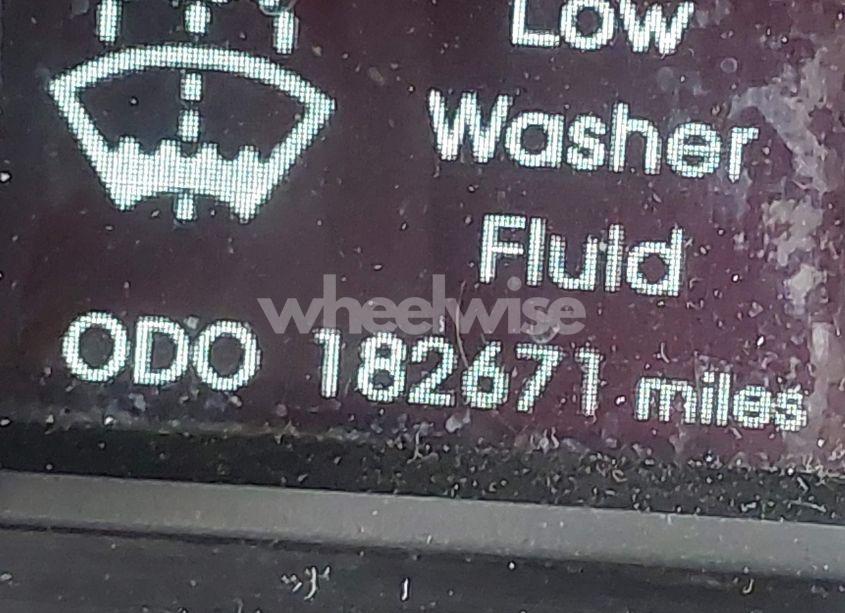 Low
Washer
Fluid
wheelwise
ODO 182671 miles